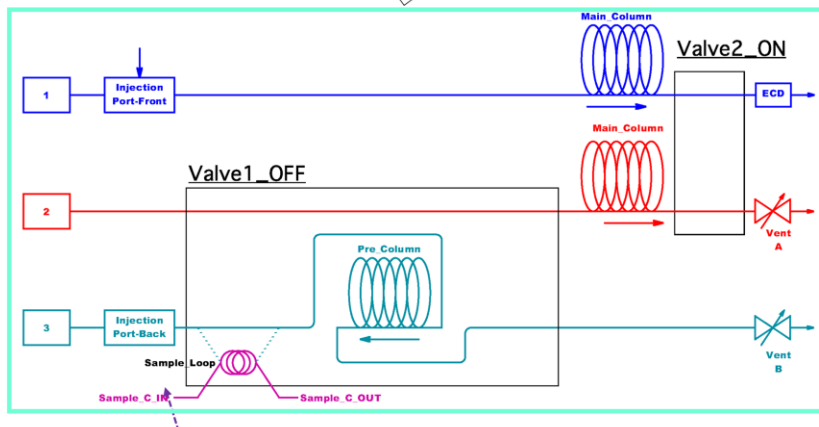 Main_Column
Valve2_ON
1
Injection
Port-Front
ECD
Main_Column
Valve1_OFF
2
Vent
A
Pre_Column
3
Injection
Port-Back
Vent
B
Sample_Loop
Sample_C_IN
Sample_C_OUT